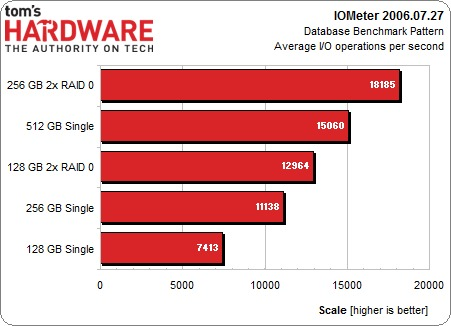 tom's
HARDWARE
THE AUTHORITY ON TECH
IOMeter 2006.07.27
Database Benchmark Pattern
Average I/O operations per second
256 GB 2x RAID 0 18185
512 GB Single 15060
128 GB 2x RAID 0 12964
256 GB Single 11138
128 GB Single 7413
0 5000 10000 15000 20000
Scale [higher is better]